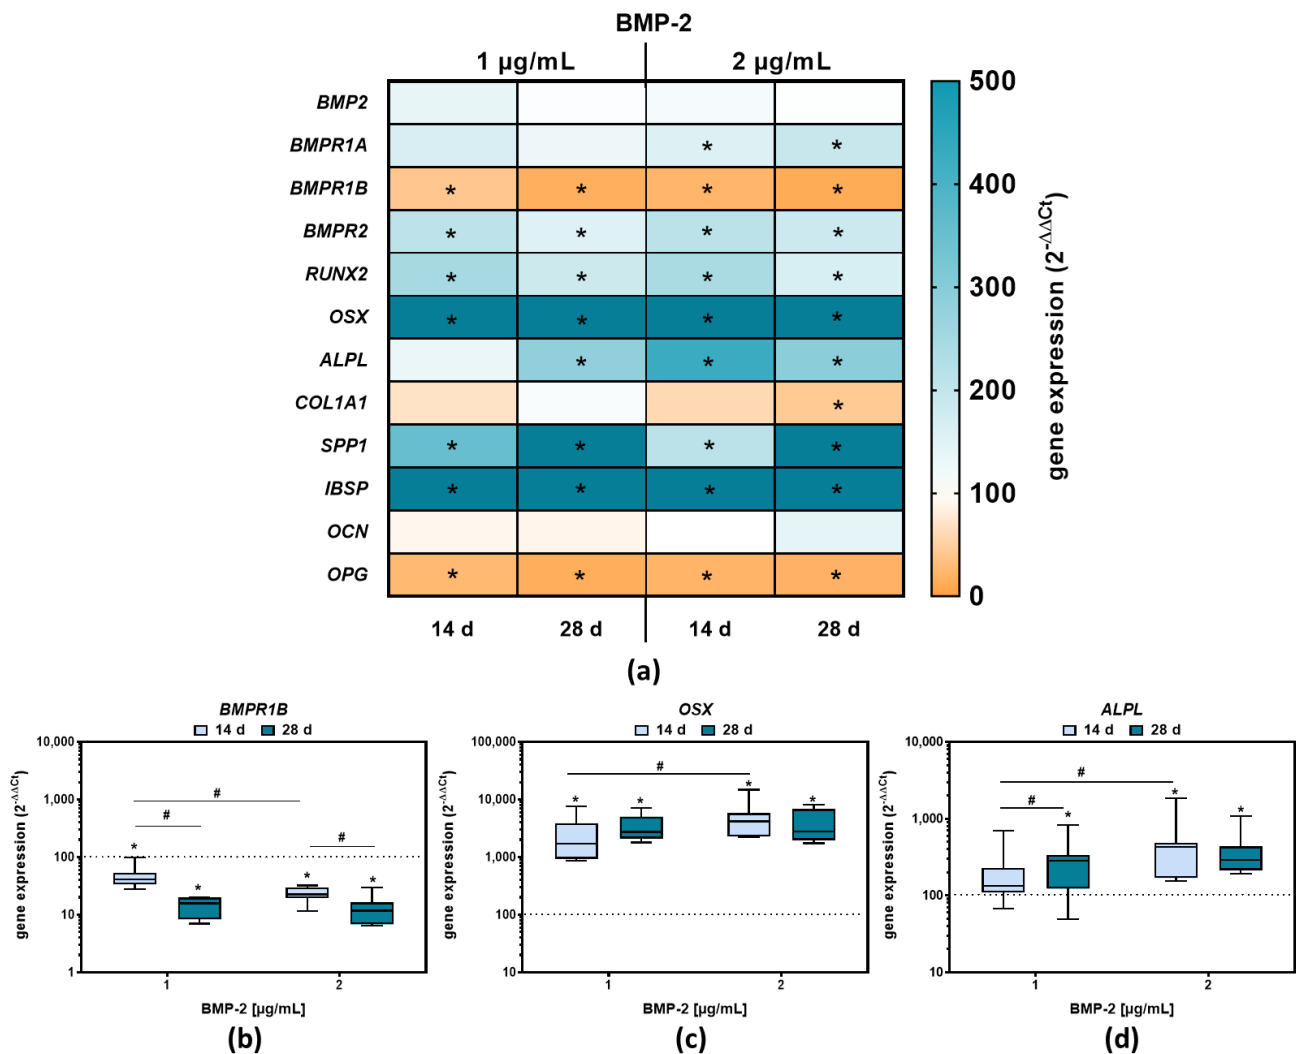 BMP-2
1 µg/mL 2 µg/mL
BMP2
BMPR1A * *
BMPR1B * * * *
BMPR2 * * * *
RUNX2 * * * *
OSX * * * *
ALPL * * *
COL1A1 *
SPP1 * * * *
IBSP * * * *
OCN
OPG * * * *
14 d 28 d 14 d 28 d
500
400
300
200
100
0
gene expression (2-ΔΔCt)
(a)
BMPR1B
14 d 28 d
10,000
1,000
100
10
1
gene expression (2-ΔΔCt)
#
#
#
* * * *
1 2
BMP-2 [µg/mL]
(b)
OSX
14 d 28 d
100,000
10,000
1,000
100
10
gene expression (2-ΔΔCt)
#
* * * *
1 2
BMP-2 [µg/mL]
(c)
ALPL
14 d 28 d
10,000
1,000
100
10
gene expression (2-ΔΔCt)
#
#
* * *
1 2
BMP-2 [µg/mL]
(d)